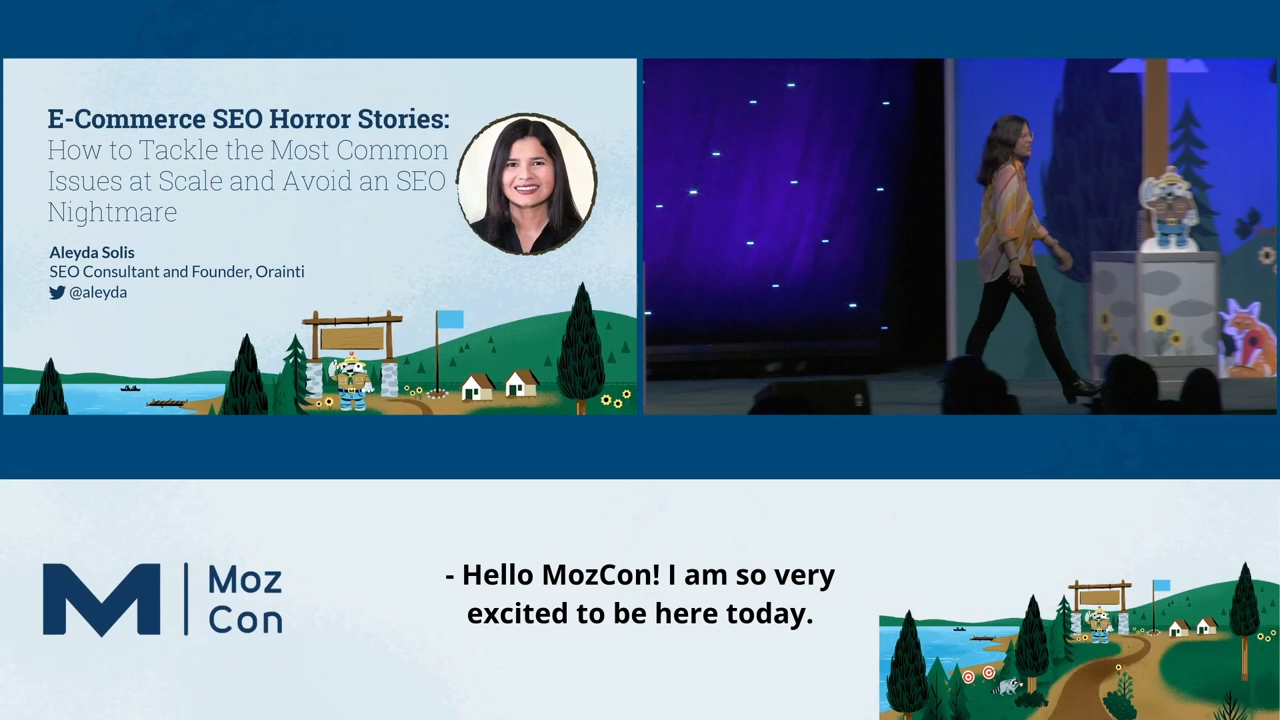 E-Commerce SEO Horror Stories:
How to Tackle the Most Common
Issues at Scale and Avoid an SEO
Nightmare
Aleyda Solis
SEO Consultant and Founder, Orainti
@aleyda
Moz
Con
- Hello MozCon! I am so very
excited to be here today.